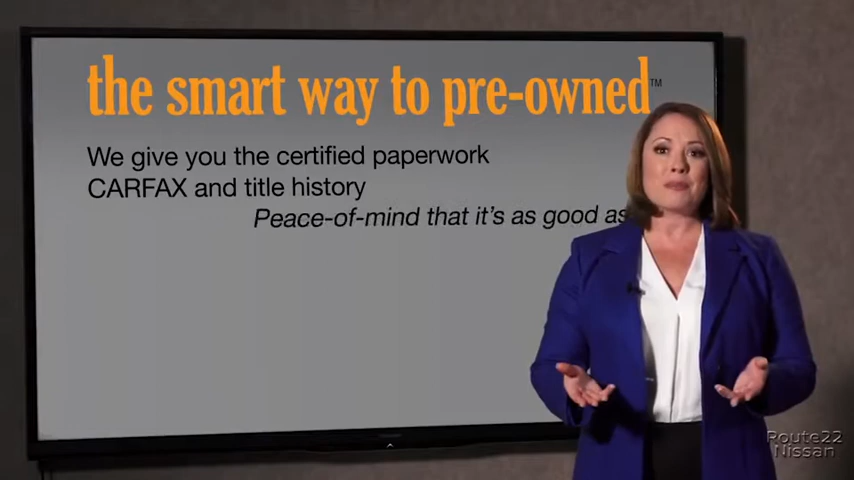 the smart way to pre-owned™
We give you the certified paperwork
CARFAX and title history
Peace-of-mind that it's as good as
Route22
Nissan